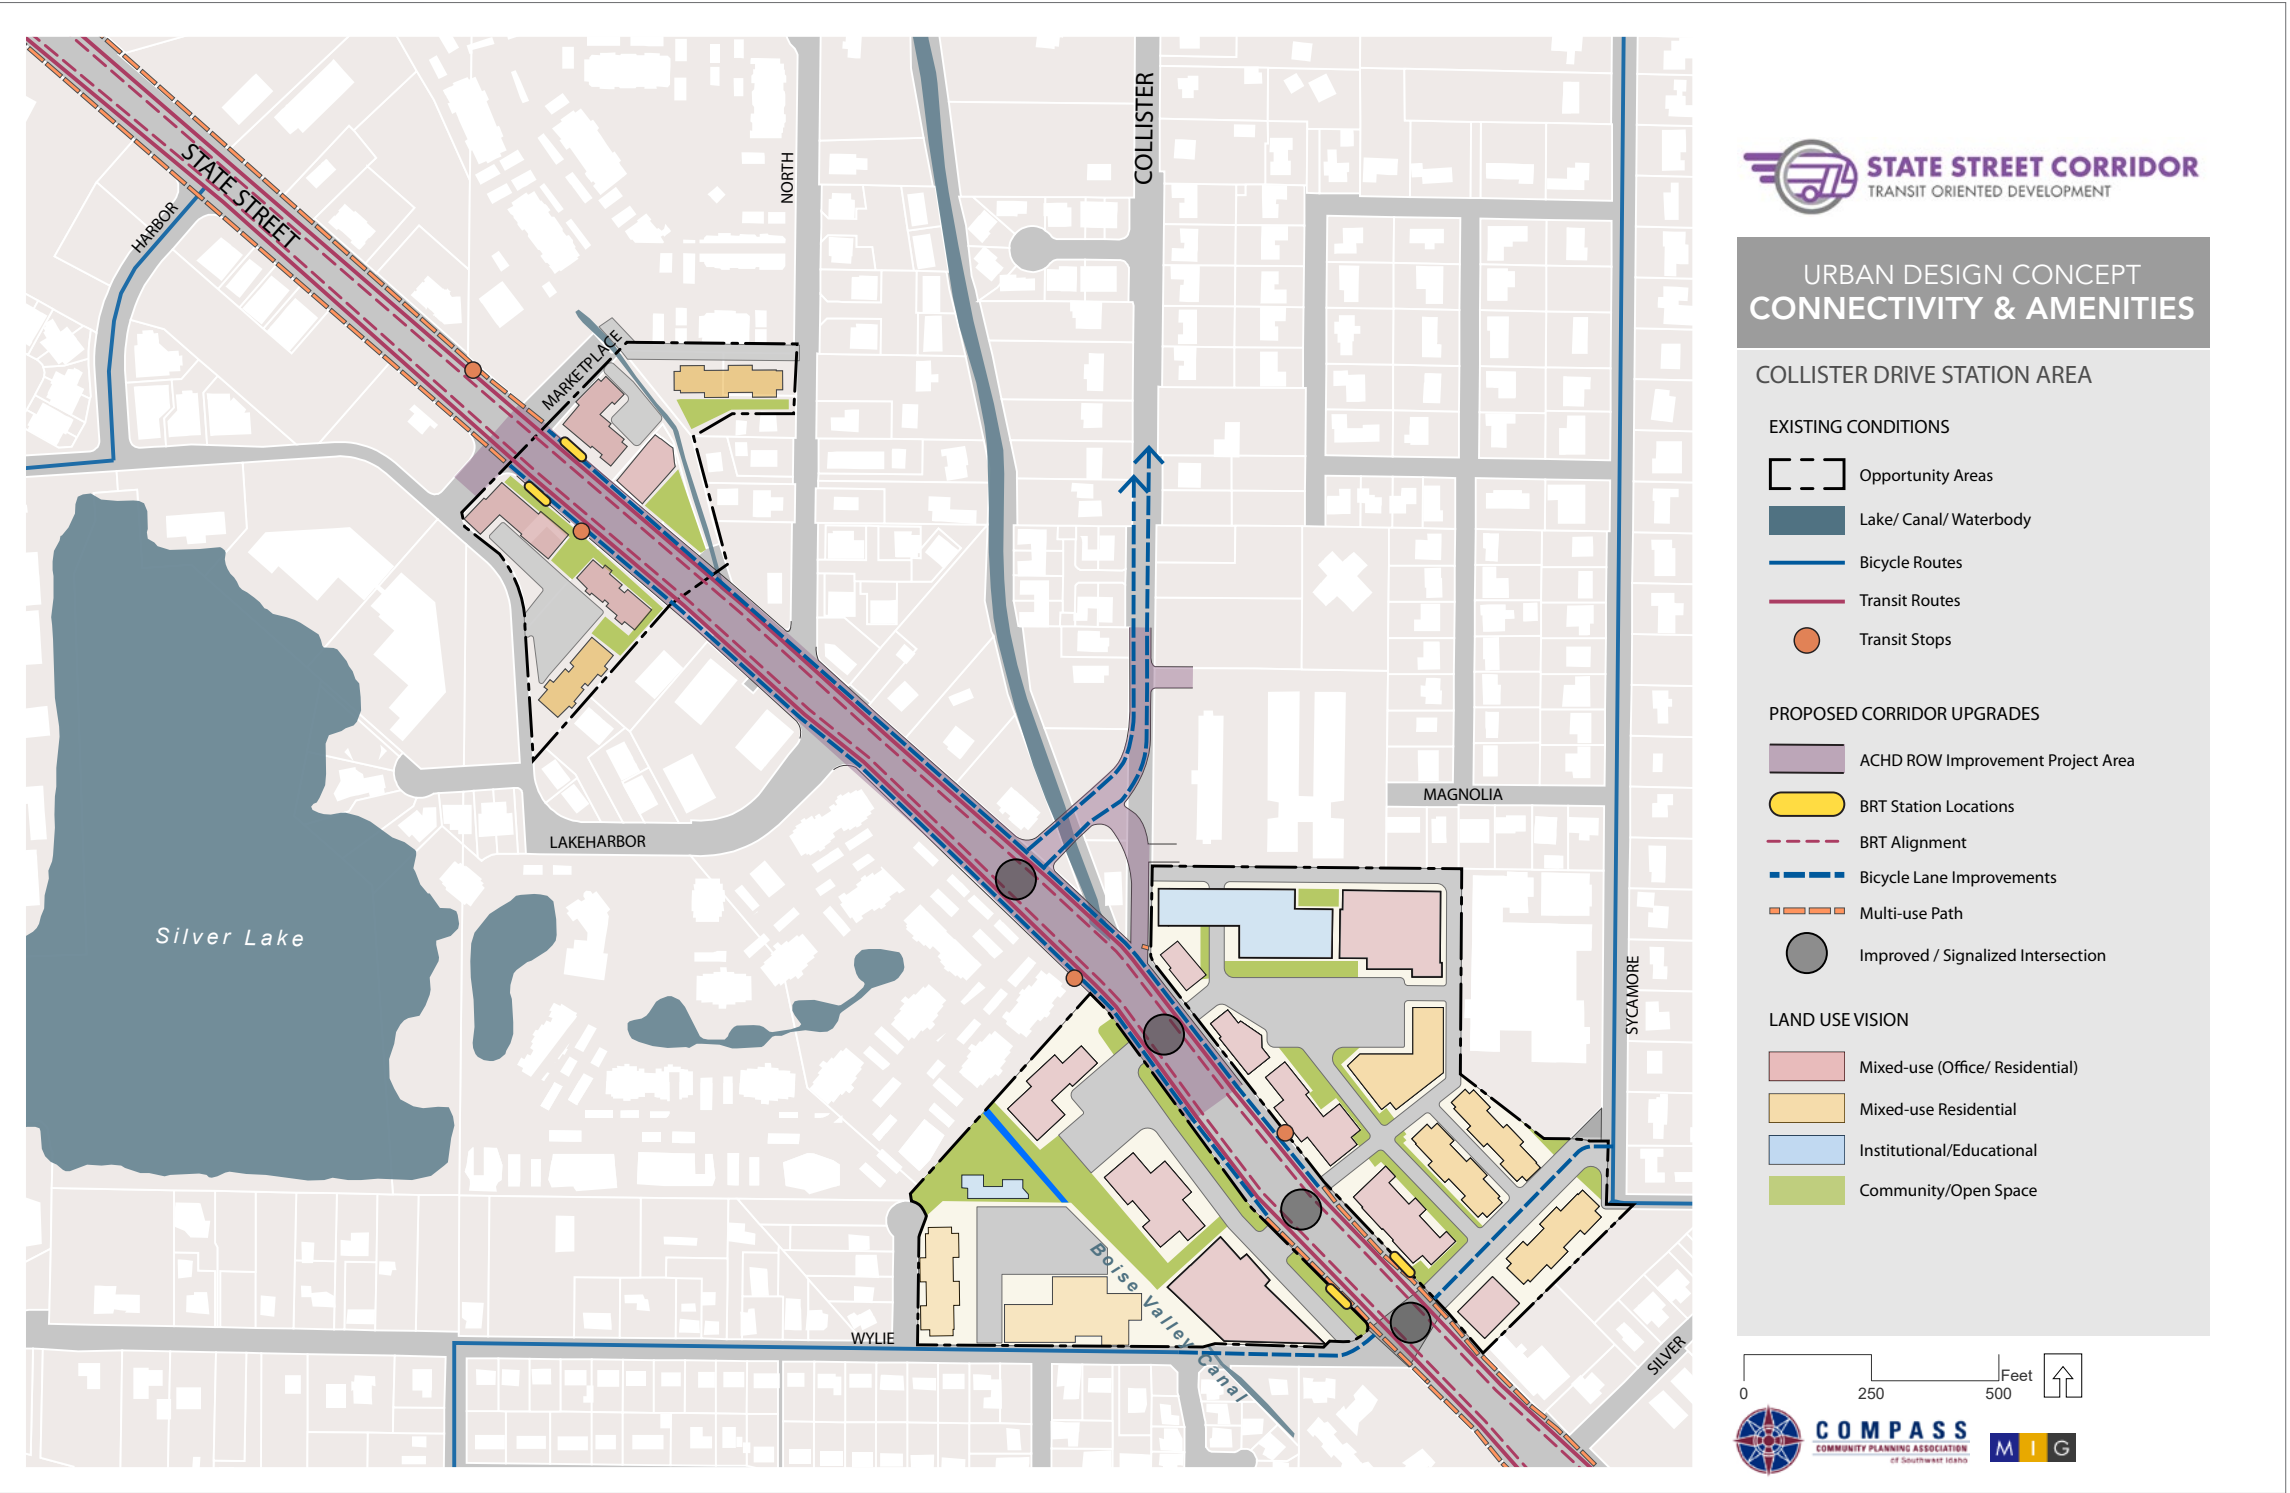 STATE STREET
HARBOR
MARKETPLACE
NORTH
COLLISTER
MAGNOLIA
LAKEHARBOR
Silver Lake
SYCAMORE
WYLIE
Boise Valley Canal
SILVER
STATE STREET CORRIDOR
TRANSIT ORIENTED DEVELOPMENT
URBAN DESIGN CONCEPT
CONNECTIVITY & AMENITIES
COLLISTER DRIVE STATION AREA
EXISTING CONDITIONS
Opportunity Areas
Lake/ Canal/ Waterbody
Bicycle Routes
Transit Routes
Transit Stops
PROPOSED CORRIDOR UPGRADES
ACHD ROW Improvement Project Area
BRT Station Locations
BRT Alignment
Bicycle Lane Improvements
Multi-use Path
Improved / Signalized Intersection
LAND USE VISION
Mixed-use (Office/ Residential)
Mixed-use Residential
Institutional/Educational
Community/Open Space
Feet
0 250 500
COMPASS
COMMUNITY PLANNING ASSOCIATION
of Southwest Idaho
M I G